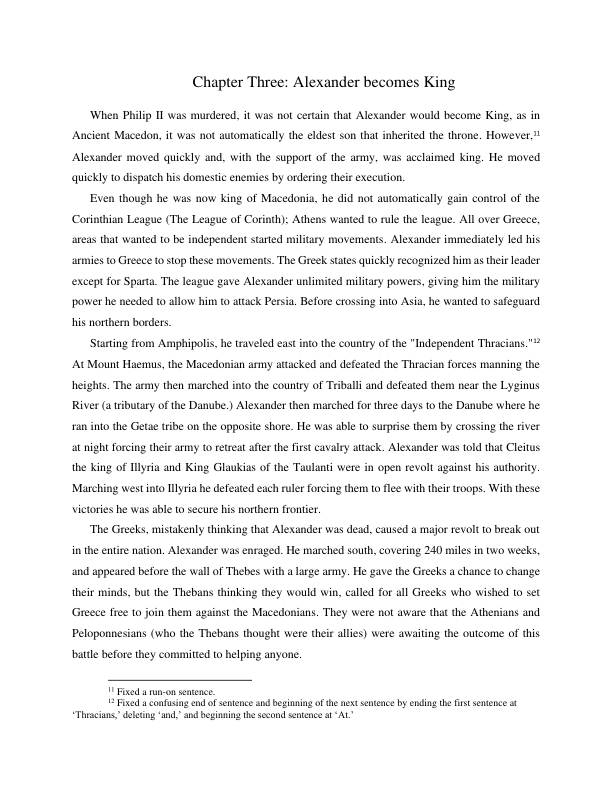 Chapter Three: Alexander becomes King
When Philip II was murdered, it was not certain that Alexander would become King, as in
Ancient Macedon, it was not automatically the eldest son that inherited the throne. However,¹¹
Alexander moved quickly and, with the support of the army, was acclaimed king. He moved
quickly to dispatch his domestic enemies by ordering their execution.
Even though he was now king of Macedonia, he did not automatically gain control of the
Corinthian League (The League of Corinth); Athens wanted to rule the league. All over Greece,
areas that wanted to be independent started military movements. Alexander immediately led his
armies to Greece to stop these movements. The Greek states quickly recognized him as their leader
except for Sparta. The league gave Alexander unlimited military powers, giving him the military
power he needed to allow him to attack Persia. Before crossing into Asia, he wanted to safeguard
his northern borders.
Starting from Amphipolis, he traveled east into the country of the "Independent Thracians."¹²
At Mount Haemus, the Macedonian army attacked and defeated the Thracian forces manning the
heights. The army then marched into the country of Triballi and defeated them near the Lyginus
River (a tributary of the Danube.) Alexander then marched for three days to the Danube where he
ran into the Getae tribe on the opposite shore. He was able to surprise them by crossing the river
at night forcing their army to retreat after the first cavalry attack. Alexander was told that Cleitus
the king of Illyria and King Glaukias of the Taulanti were in open revolt against his authority.
Marching west into Illyria he defeated each ruler forcing them to flee with their troops. With these
victories he was able to secure his northern frontier.
The Greeks, mistakenly thinking that Alexander was dead, caused a major revolt to break out
in the entire nation. Alexander was enraged. He marched south, covering 240 miles in two weeks,
and appeared before the wall of Thebes with a large army. He gave the Greeks a chance to change
their minds, but the Thebans thinking they would win, called for all Greeks who wished to set
Greece free to join them against the Macedonians. They were not aware that the Athenians and
Peloponnesians (who the Thebans thought were their allies) were awaiting the outcome of this
battle before they committed to helping anyone.
¹¹ Fixed a run-on sentence.
¹² Fixed a confusing end of sentence and beginning of the next sentence by ending the first sentence at
‘Thracians,’ deleting ‘and,’ and beginning the second sentence at ‘At.’